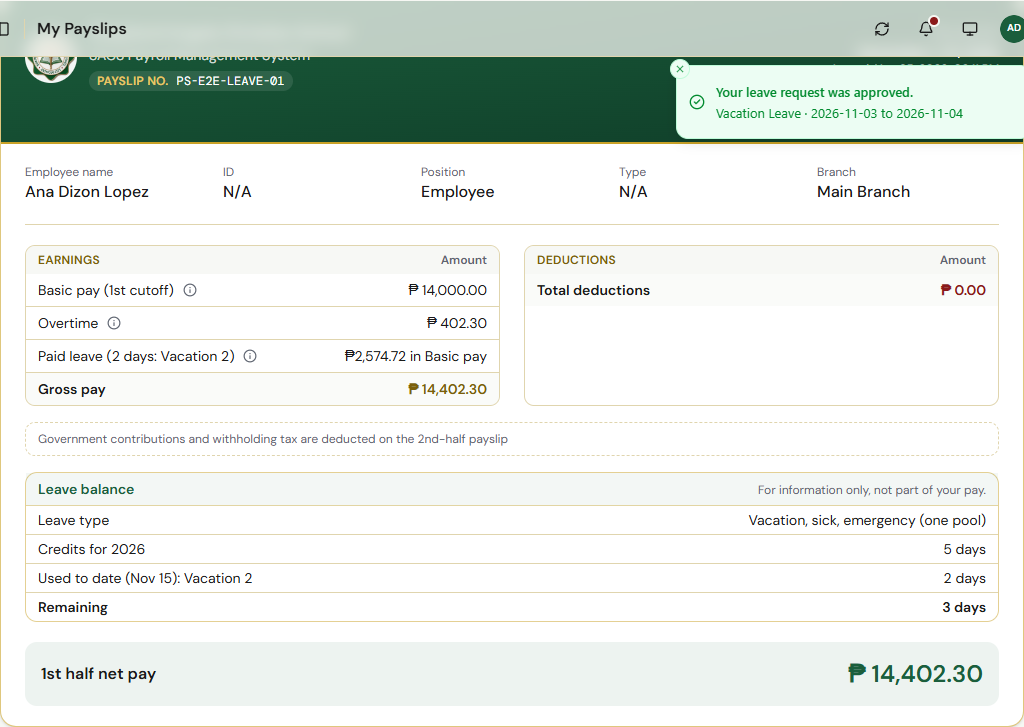 My Payslips
AD
PAYSLIP NO. PS-E2E-LEAVE-01
Your leave request was approved.
Vacation Leave · 2026-11-03 to 2026-11-04
Employee name
Ana Dizon Lopez
ID
N/A
Position
Employee
Type
N/A
Branch
Main Branch
EARNINGS Amount
Basic pay (1st cutoff) ₱ 14,000.00
Overtime ₱ 402.30
Paid leave (2 days: Vacation 2) ₱2,574.72 in Basic pay
Gross pay ₱ 14,402.30
DEDUCTIONS Amount
Total deductions ₱ 0.00
Government contributions and withholding tax are deducted on the 2nd-half payslip
Leave balance For information only, not part of your pay.
Leave type Vacation, sick, emergency (one pool)
Credits for 2026 5 days
Used to date (Nov 15): Vacation 2 2 days
Remaining 3 days
1st half net pay ₱ 14,402.30